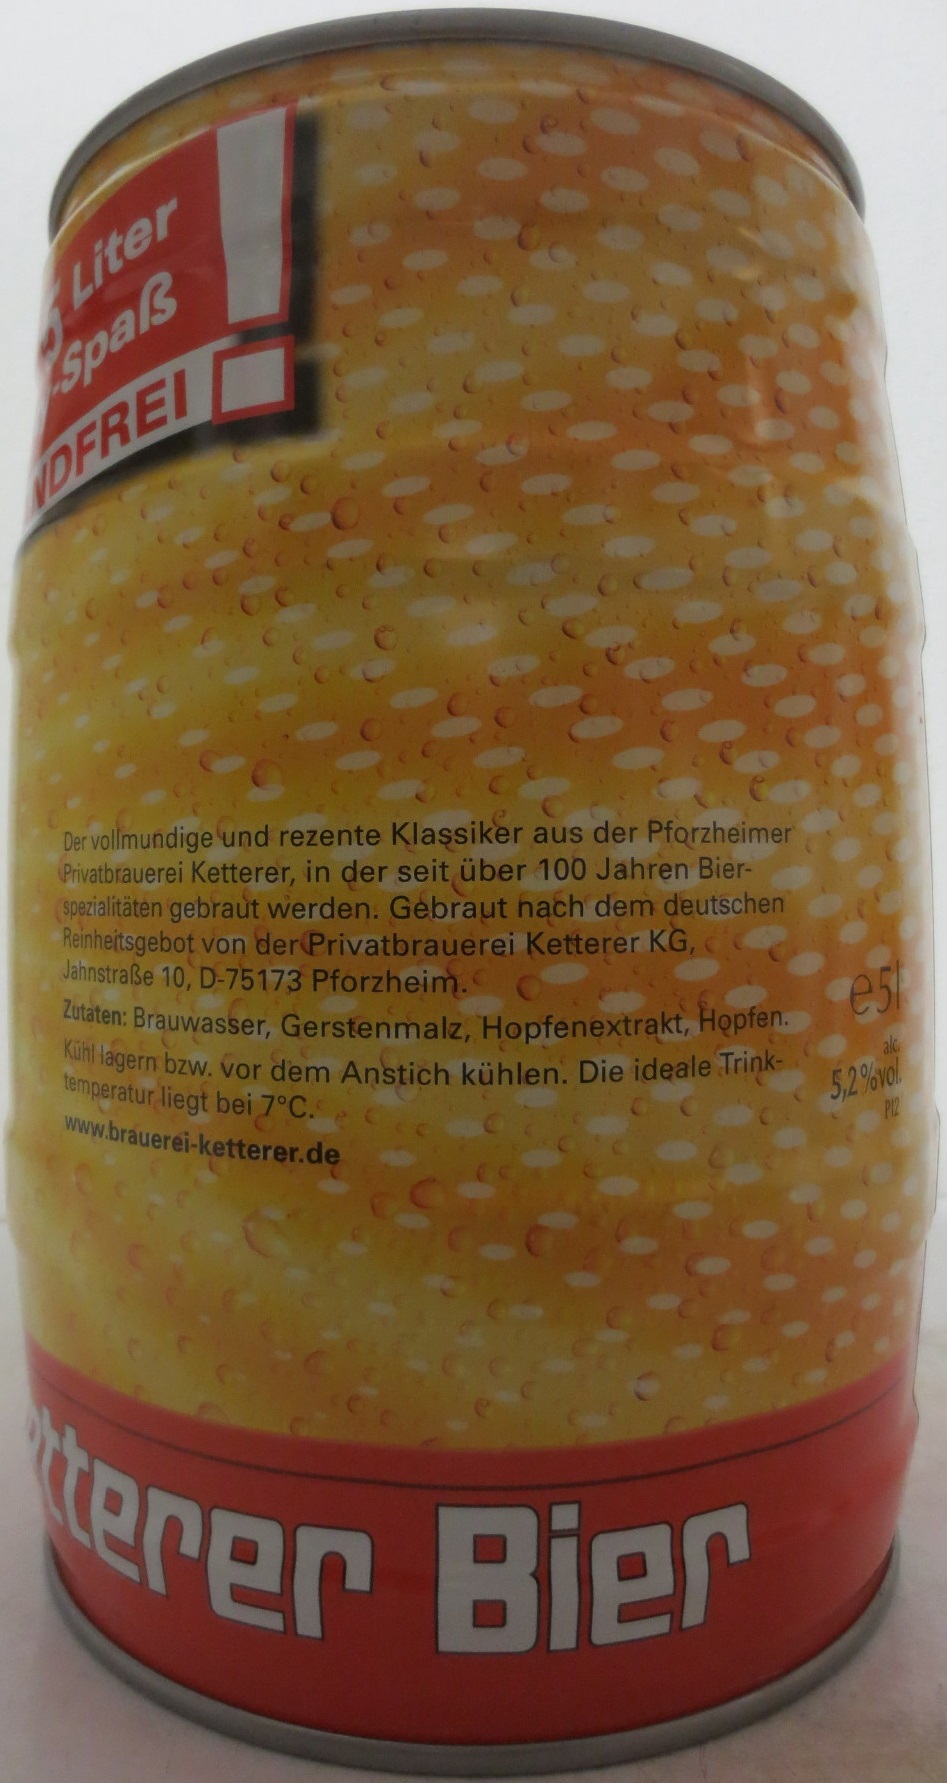 5 Liter
-Spaß
NDFREI
!
Der vollmundige und rezente Klassiker aus der Pforzheimer
Privatbrauerei Ketterer, in der seit über 100 Jahren Bier-
spezialitäten gebraut werden. Gebraut nach dem deutschen
Reinheitsgebot von der Privatbrauerei Ketterer KG,
Jahnstraße 10, D-75173 Pforzheim.
Zutaten: Brauwasser, Gerstenmalz, Hopfenextrakt, Hopfen.
Kühl lagern bzw. vor dem Anstich kühlen. Die ideale Trink-
temperatur liegt bei 7°C.
www.brauerei-ketterer.de
e5l
alc.
5,2%vol.
P12
etterer Bier